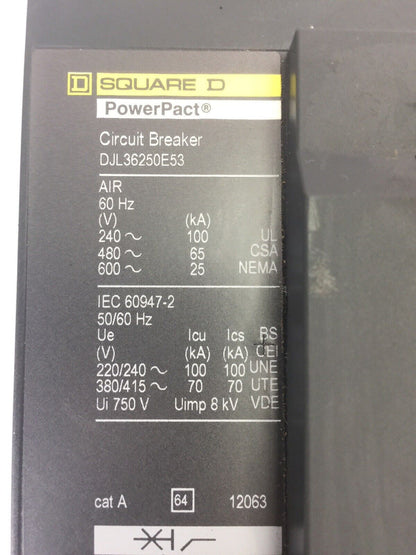 D SQUARE D
PowerPact®
Circuit Breaker
DJL36250E53
AIR
60 Hz
(V) (kA)
240 ~ 100 UL
480 ~ 65 CSA
600 ~ 25 NEMA
IEC 60947-2
50/60 Hz
Ue Icu Ics BS
(V) (kA) (kA) CEI
220/240 ~ 100 100 UNE
380/415 ~ 70 70 UTE
Ui 750 V Uimp 8 kV VDE
cat A 64 12063